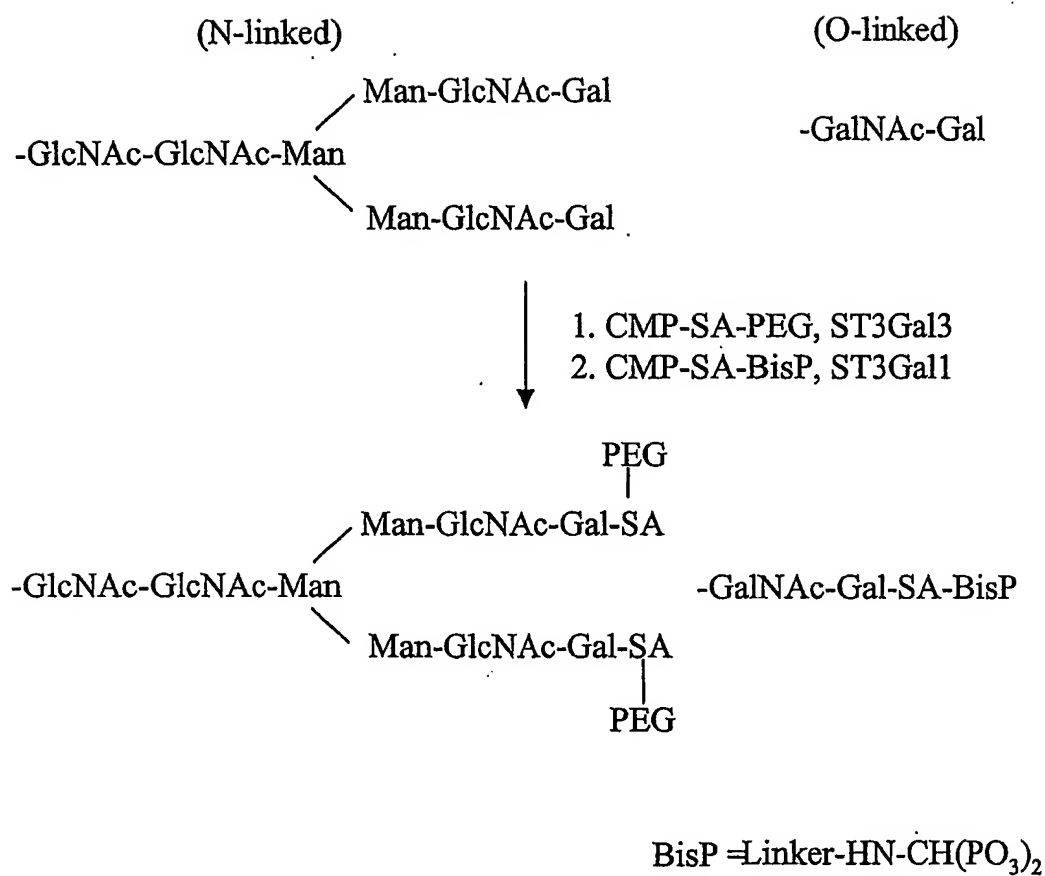 (N-linked)
(O-linked)
Man-GlcNAc-Gal
-GalNAc-Gal
-GlcNAc-GlcNAc-Man
Man-GlcNAc-Gal
1. CMP-SA-PEG, ST3Gal3
2. CMP-SA-BisP, ST3Gal1
PEG
Man-GlcNAc-Gal-SA
-GlcNAc-GlcNAc-Man
-GalNAc-Gal-SA-BisP
Man-GlcNAc-Gal-SA
PEG
BisP =Linker-HN-CH(PO₃)₂